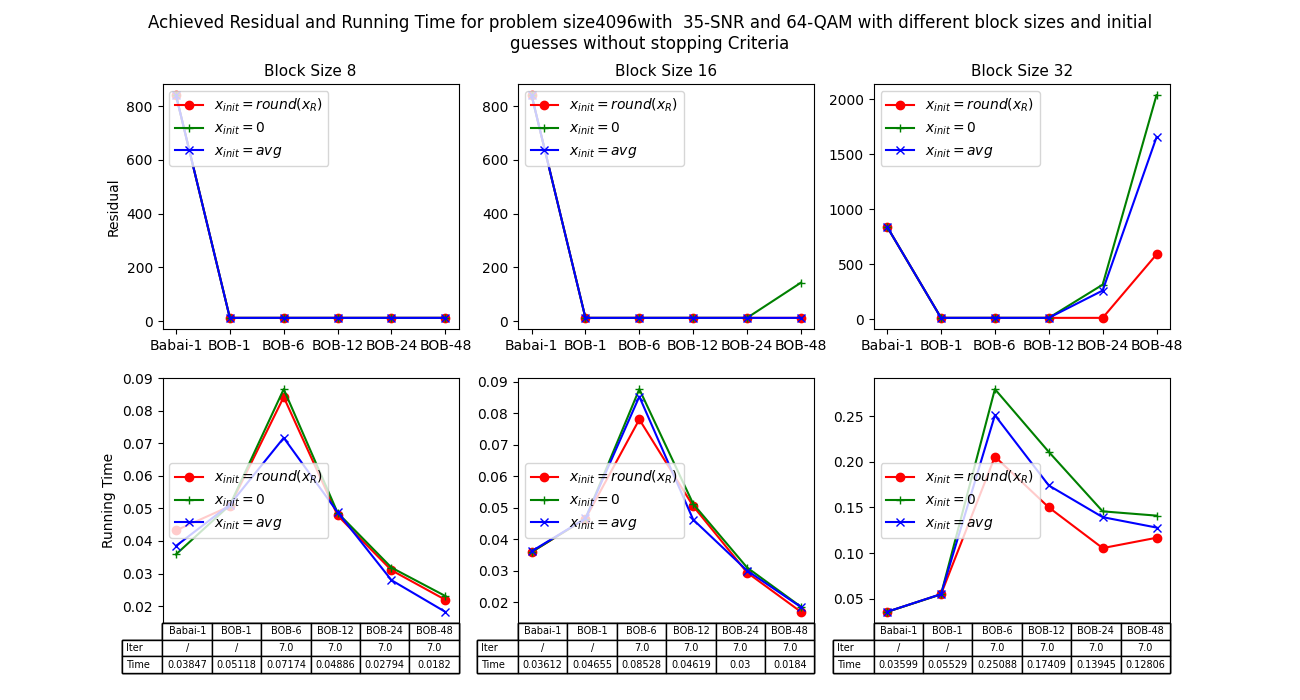 Achieved Residual and Running Time for problem size4096with  35-SNR and 64-QAM with different block sizes and initial
guesses without stopping Criteria
Block Size 8
Residual
800
600
400
200
0
x_init = round(x_R)
x_init = 0
x_init = avg
Babai-1 BOB-1 BOB-6 BOB-12 BOB-24 BOB-48
Block Size 16
800
600
400
200
0
x_init = round(x_R)
x_init = 0
x_init = avg
Babai-1 BOB-1 BOB-6 BOB-12 BOB-24 BOB-48
Block Size 32
2000
1500
1000
500
0
x_init = round(x_R)
x_init = 0
x_init = avg
Babai-1 BOB-1 BOB-6 BOB-12 BOB-24 BOB-48
Running Time
0.09
0.08
0.07
0.06
0.05
0.04
0.03
0.02
x_init = round(x_R)
x_init = 0
x_init = avg
Babai-1 BOB-1 BOB-6 BOB-12 BOB-24 BOB-48
Iter / / 7.0 7.0 7.0 7.0
Time 0.03847 0.05118 0.07174 0.04886 0.02794 0.0182
0.09
0.08
0.07
0.06
0.05
0.04
0.03
0.02
x_init = round(x_R)
x_init = 0
x_init = avg
Babai-1 BOB-1 BOB-6 BOB-12 BOB-24 BOB-48
Iter / / 7.0 7.0 7.0 7.0
Time 0.03612 0.04655 0.08528 0.04619 0.03 0.0184
0.25
0.20
0.15
0.10
0.05
x_init = round(x_R)
x_init = 0
x_init = avg
Babai-1 BOB-1 BOB-6 BOB-12 BOB-24 BOB-48
Iter / / 7.0 7.0 7.0 7.0
Time 0.03599 0.05529 0.25088 0.17409 0.13945 0.12806